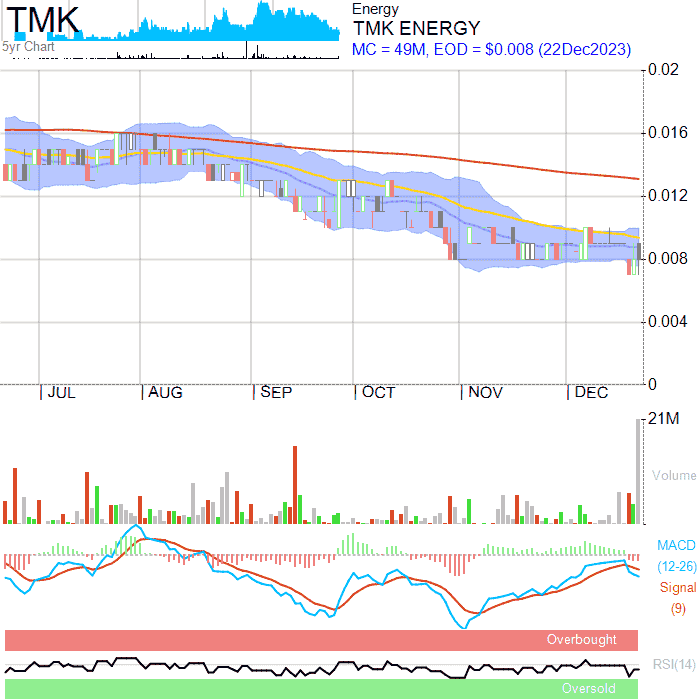 TMK
5yr Chart
Energy
TMK ENERGY
MC = 49M, EOD = $0.008 (22Dec2023)
0.02
0.016
0.012
0.008
0.004
0
JUL AUG SEP OCT NOV DEC
21M
Volume
MACD
(12-26)
Signal
(9)
Overbought
RSI(14)
Oversold